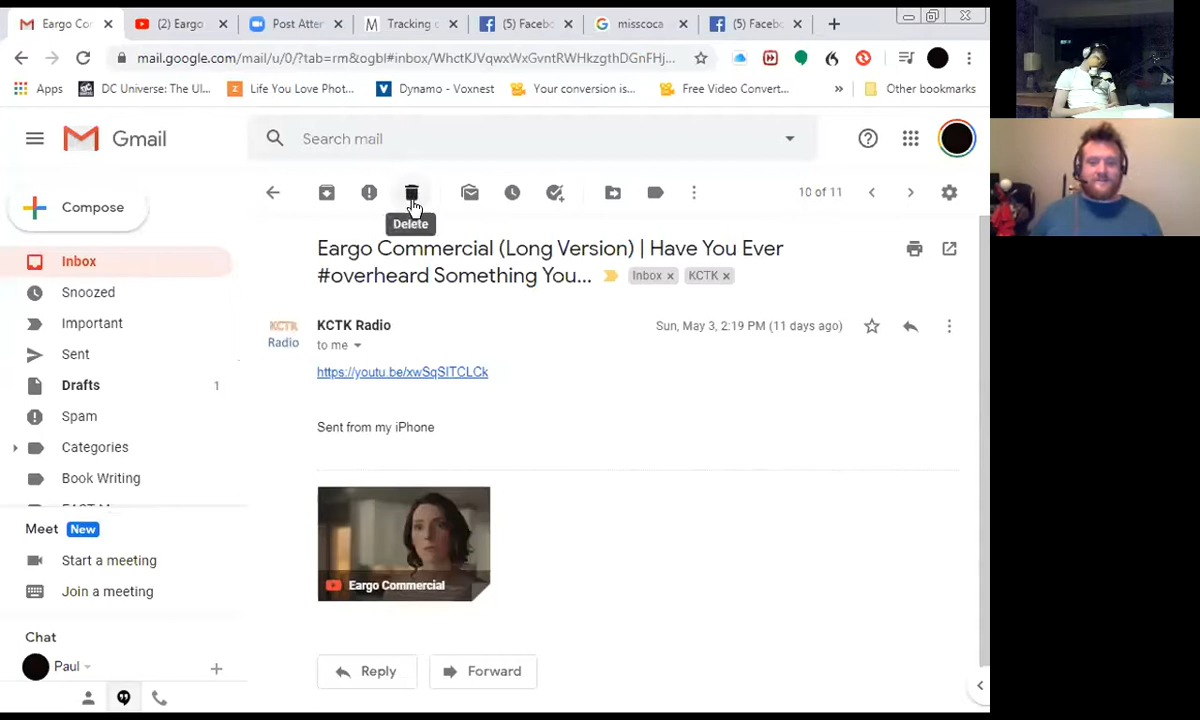 Eargo Cor
(2) Eargo
Post Atter
Tracking c
(5) Faceb
misscoca
(5) Faceb
mail.google.com/mail/u/0/?tab=rm&ogbl#inbox/WhctKJVqwxWxGvntRWHkzgthDGnFHj...
Apps
DC Universe: The Ul...
Life You Love Phot...
Dynamo - Voxnest
Your conversion is...
Free Video Convert...
»
Other bookmarks
Gmail
Search mail
Compose
10 of 11
Delete
Inbox
Snoozed
Important
Sent
Drafts 1
Spam
Categories
Book Writing
Eargo Commercial (Long Version) | Have You Ever
#overheard Something You... Inbox x KCTK x
KCTK Radio
KCTK Radio
Sun, May 3, 2:19 PM (11 days ago)
to me
https://youtu.be/xwSqSITCLCk
Sent from my iPhone
Eargo Commercial
Meet New
Start a meeting
Join a meeting
Chat
Paul
Reply
Forward